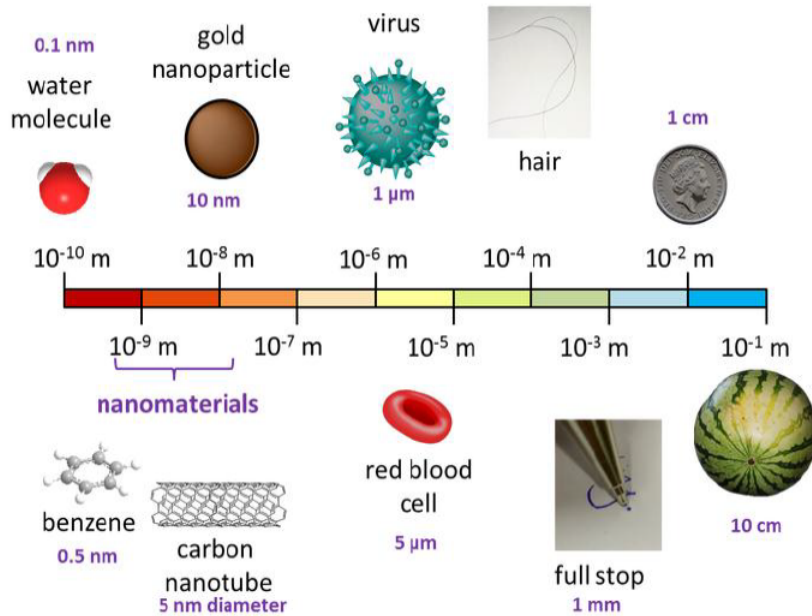 0.1 nm
water
molecule
gold
nanoparticle
10 nm
virus
1 µm
hair
1 cm
10⁻¹⁰ m
10⁻⁸ m
10⁻⁶ m
10⁻⁴ m
10⁻² m
10⁻⁹ m
10⁻⁷ m
10⁻⁵ m
10⁻³ m
10⁻¹ m
nanomaterials
benzene
0.5 nm
carbon
nanotube
5 nm diameter
red blood
cell
5 µm
full stop
1 mm
10 cm